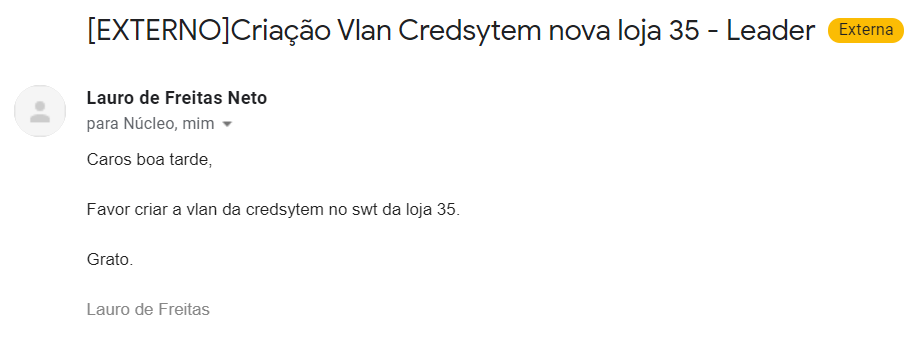 [EXTERNO]Criação Vlan Credsytem nova loja 35 - Leader Externa
Lauro de Freitas Neto
para Núcleo, mim
Caros boa tarde,
Favor criar a vlan da credsytem no swt da loja 35.
Grato.
Lauro de Freitas